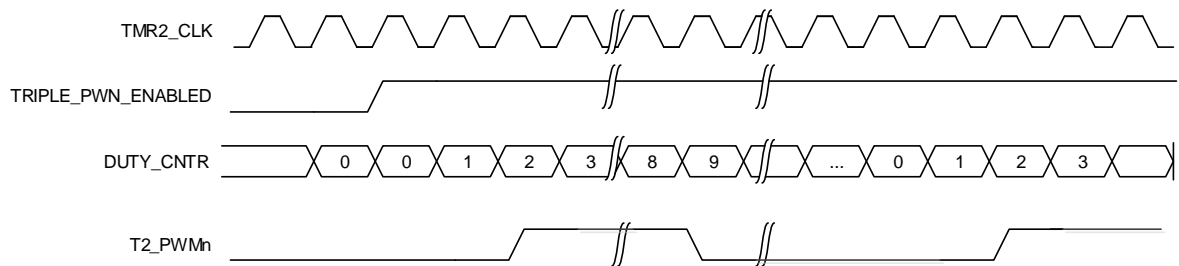 TMR2_CLK
TRIPLE_PWN_ENABLED
DUTY_CNTR 0 0 1 2 3 8 9 ... 0 1 2 3
T2_PWMn